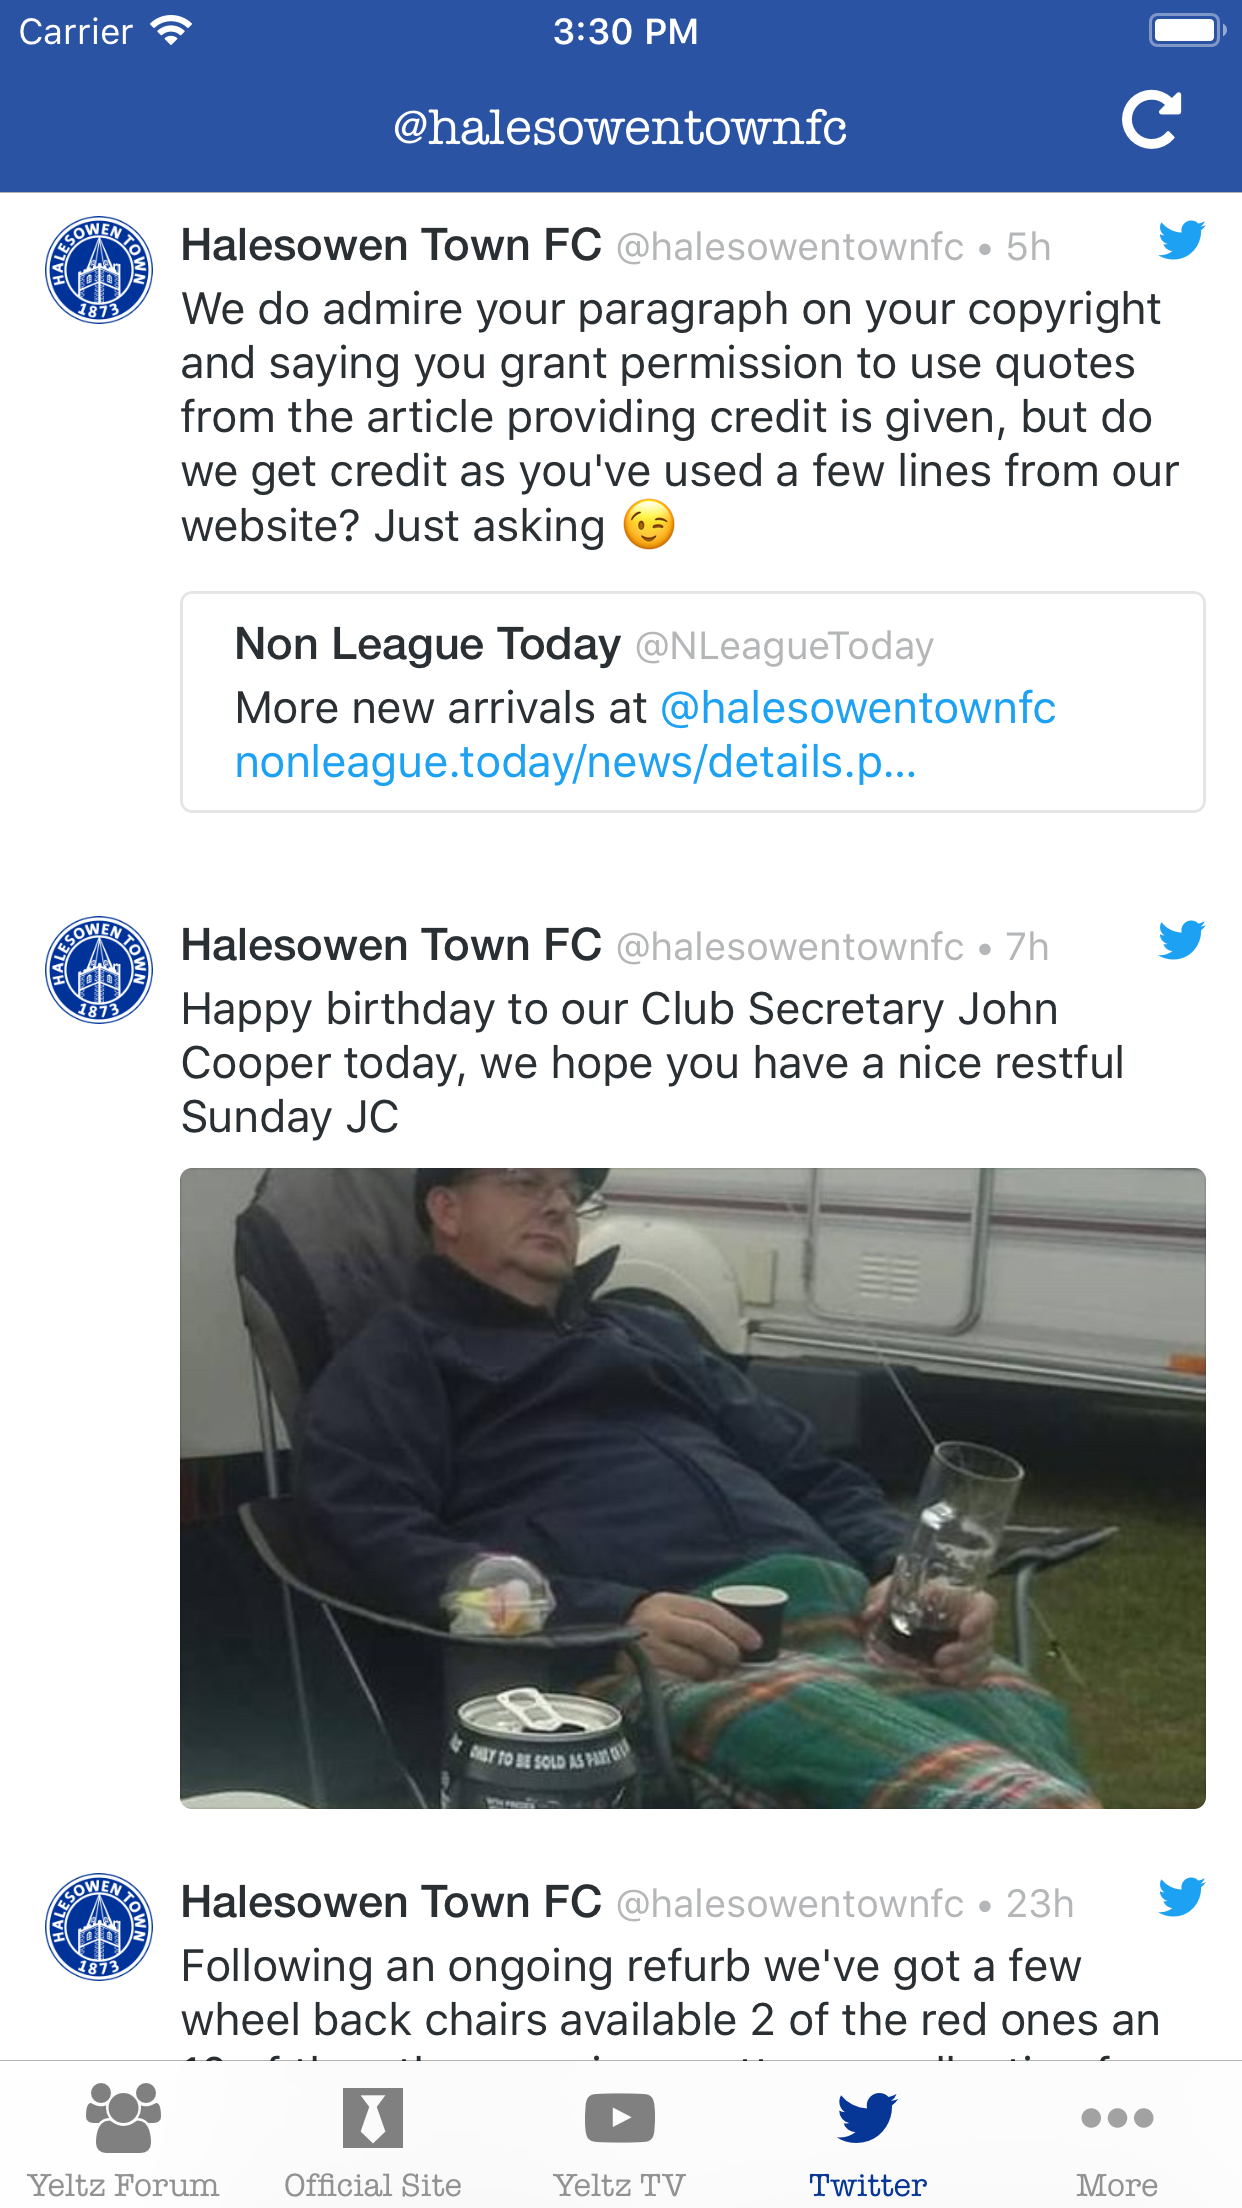 Carrier 3:30 PM
@halesowentownfc
HALESOWEN TOWN
1873
Halesowen Town FC @halesowentownfc • 5h
We do admire your paragraph on your copyright
and saying you grant permission to use quotes
from the article providing credit is given, but do
we get credit as you've used a few lines from our
website? Just asking 😉
Non League Today @NLeagueToday
More new arrivals at @halesowentownfc
nonleague.today/news/details.p...
HALESOWEN TOWN
1873
Halesowen Town FC @halesowentownfc • 7h
Happy birthday to our Club Secretary John
Cooper today, we hope you have a nice restful
Sunday JC
ONLY TO BE SOLD AS PART OF
HALESOWEN TOWN
1873
Halesowen Town FC @halesowentownfc • 23h
Following an ongoing refurb we've got a few
wheel back chairs available 2 of the red ones an
Yeltz Forum
Official Site
Yeltz TV
Twitter
More